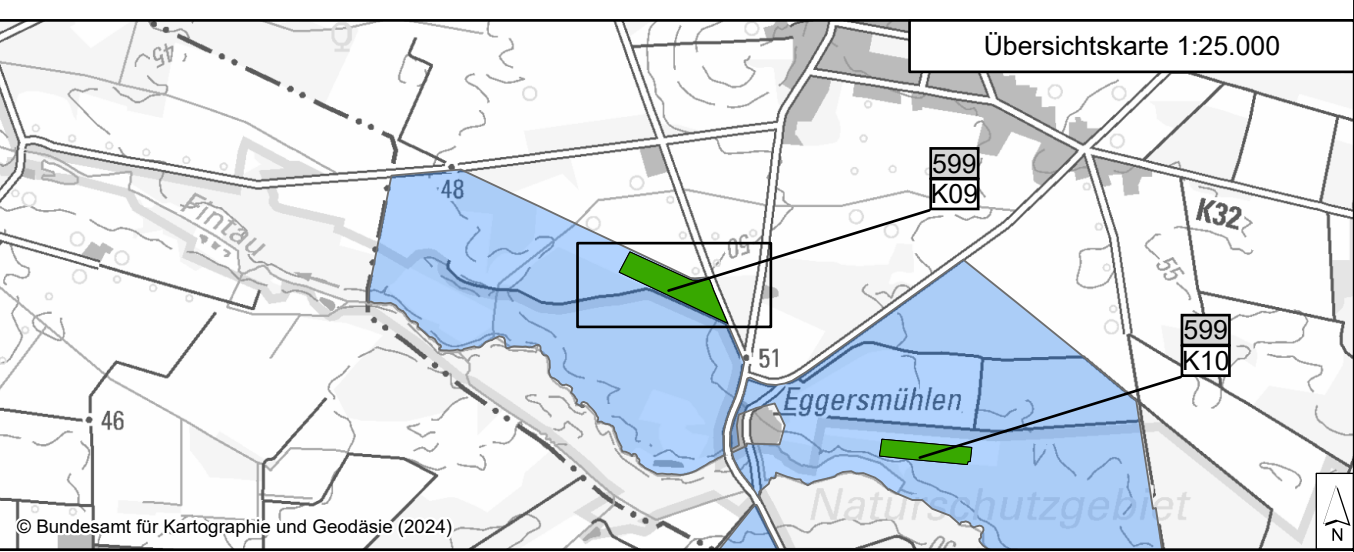 Übersichtskarte 1:25.000
45
599
K09
48
Fintau
K32
50
55
599
K10
51
Eggersmühlen
46
Naturschutzgebiet
© Bundesamt für Kartographie und Geodäsie (2024)
N